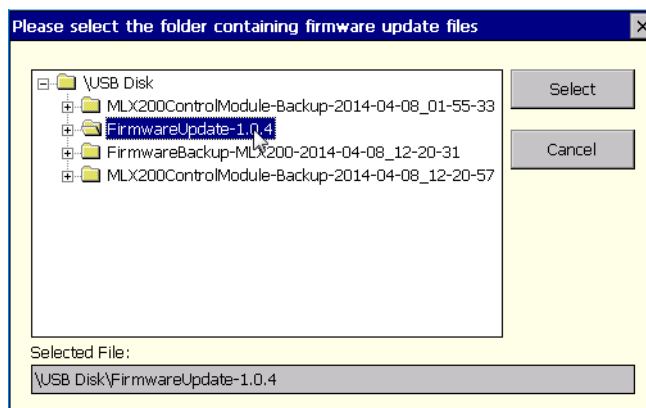 Please select the folder containing firmware update files
\USB Disk
Select
MLX200ControlModule-Backup-2014-04-08_01-55-33
FirmwareUpdate-1.0.4
FirmwareBackup-MLX200-2014-04-08_12-20-31
Cancel
MLX200ControlModule-Backup-2014-04-08_12-20-57
Selected File:
\USB Disk\FirmwareUpdate-1.0.4